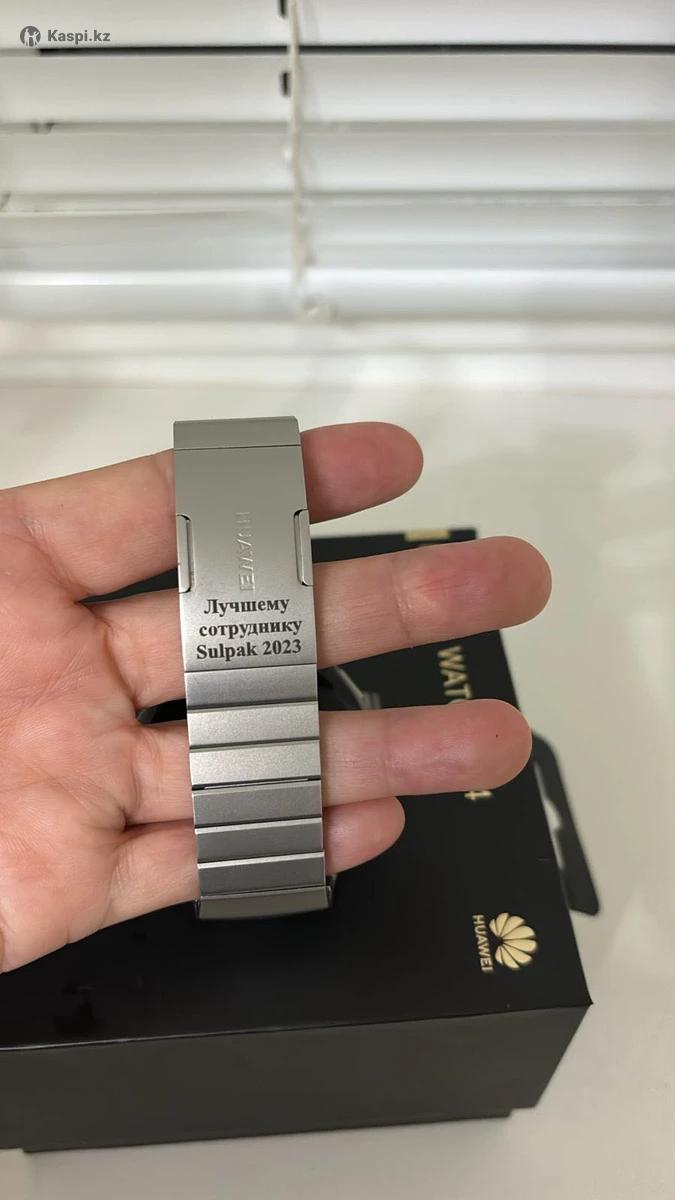 Kaspi.kz
HUAWEI
Лучшему
сотруднику
Sulpak 2023
HUAWEI